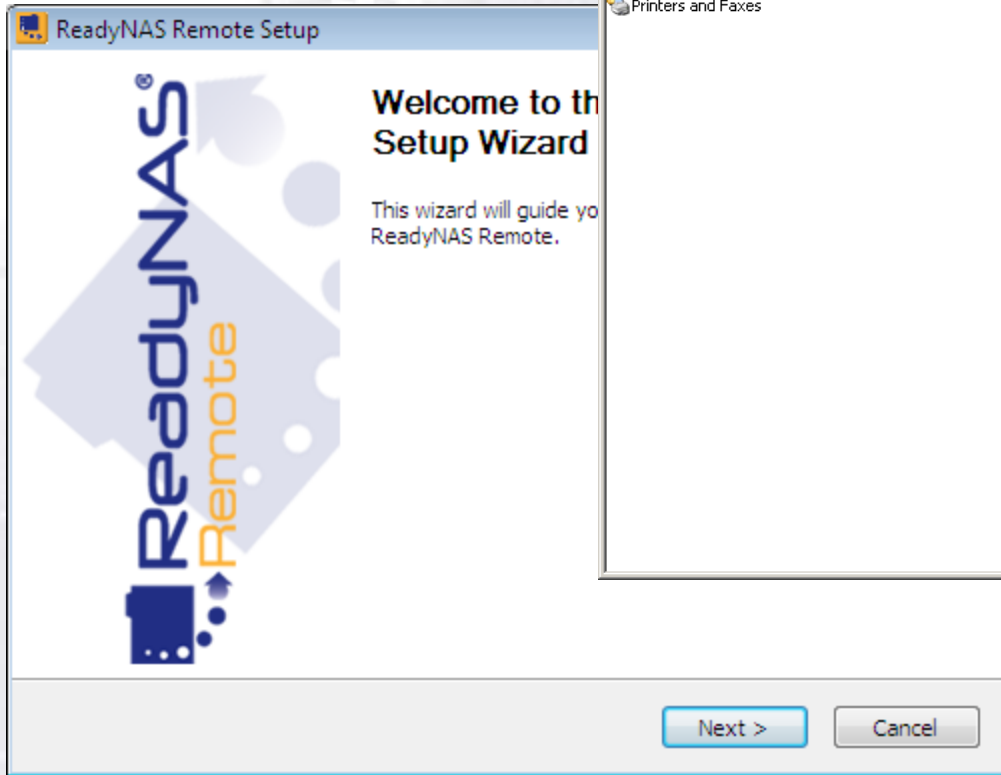 Printers and Faxes
ReadyNAS Remote Setup
ReadyNAS®
Remote
Welcome to th
Setup Wizard
This wizard will guide yo
ReadyNAS Remote.
Next >
Cancel